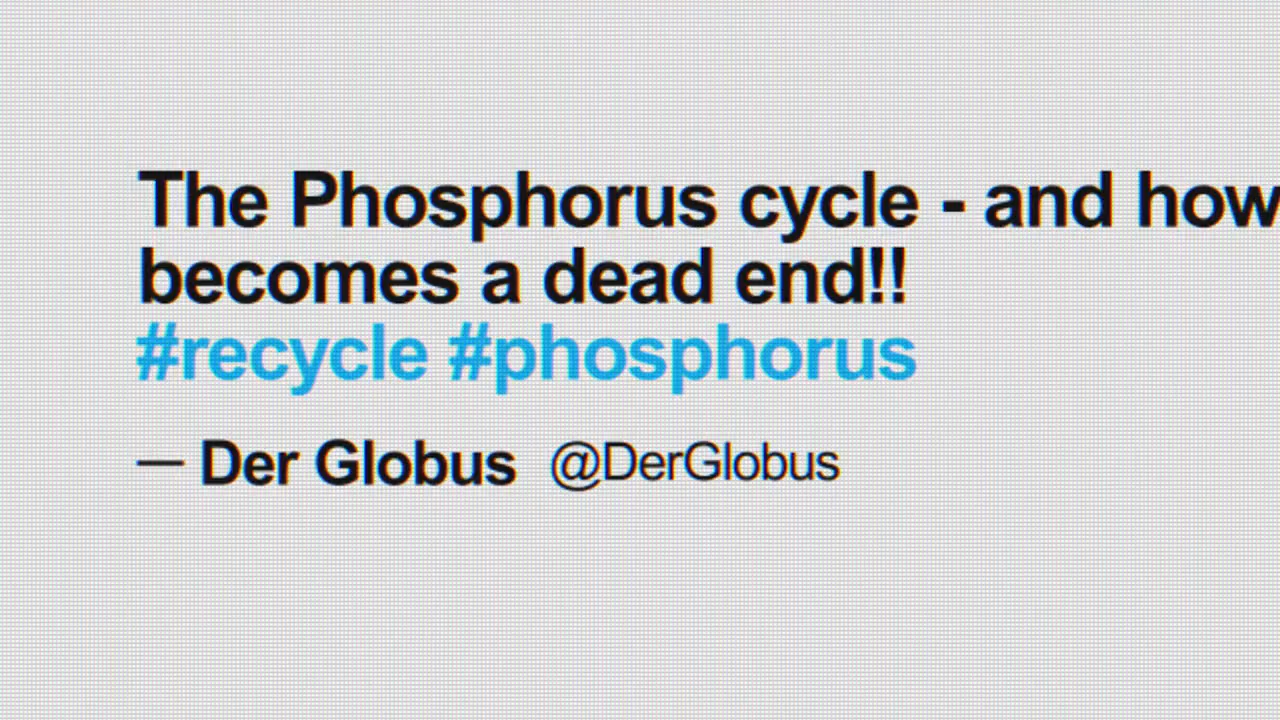 The Phosphorus cycle - and how
becomes a dead end!!
#recycle #phosphorus
— Der Globus @DerGlobus